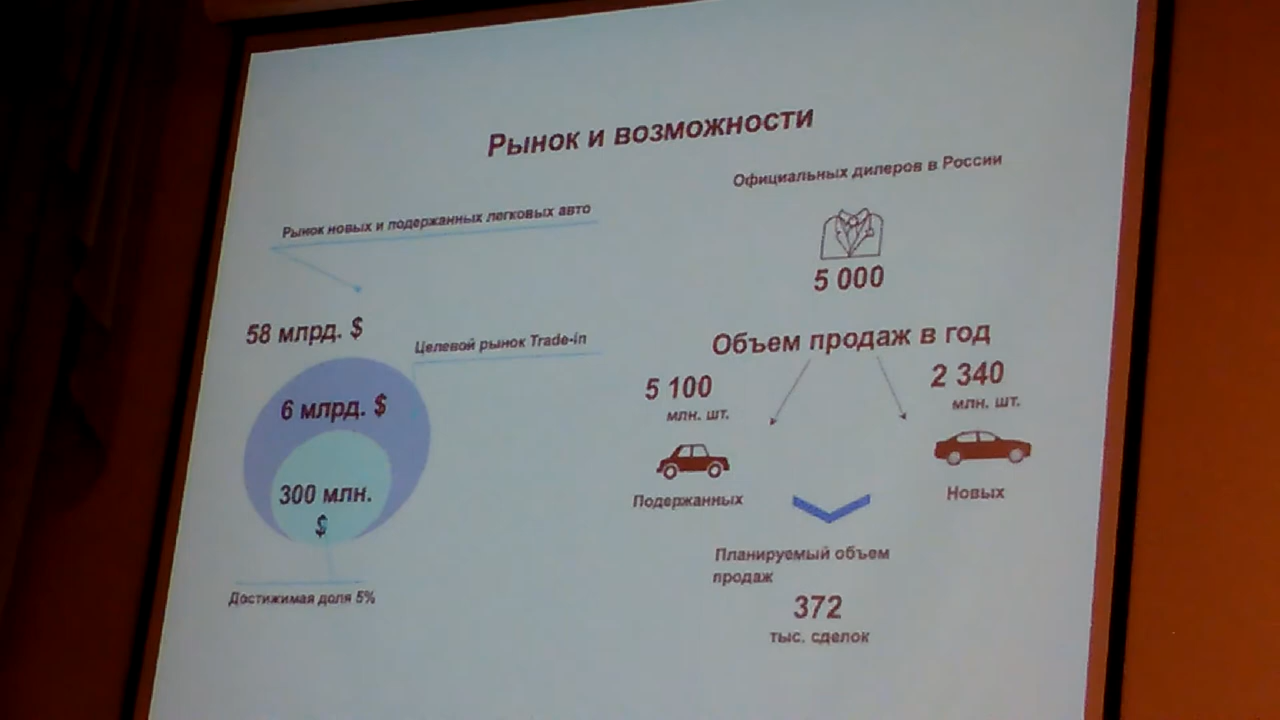 Рынок и возможности
Официальных дилеров в России
5 000
Рынок новых и подержанных легковых авто
58 млрд. $
Целевой рынок Trade-in
6 млрд. $
300 млн.
$
Достижимая доля 5%
Объем продаж в год
5 100
млн. шт.
Подержанных
2 340
млн. шт.
Новых
Планируемый объем
продаж
372
тыс. сделок